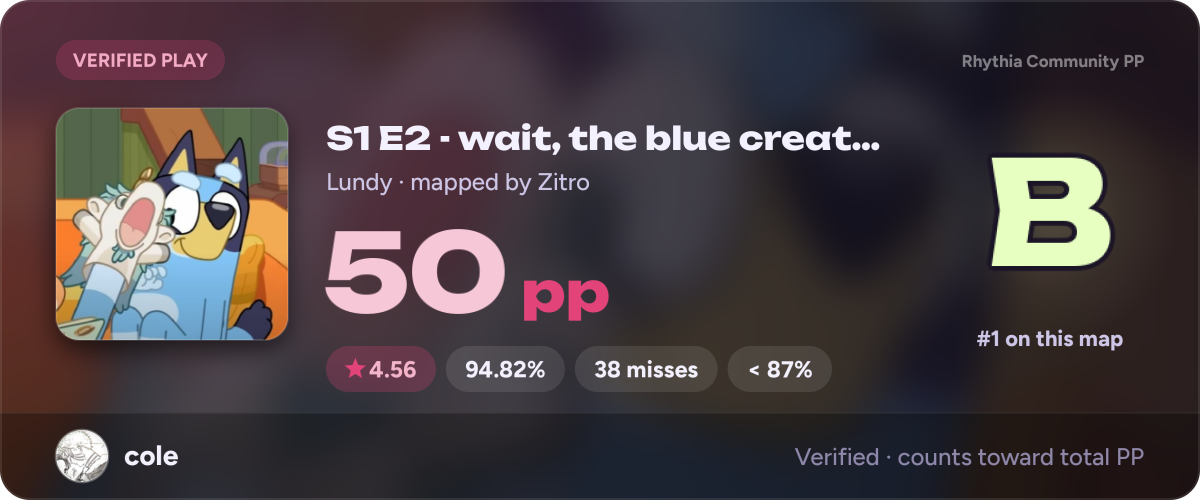 VERIFIED PLAY
Rhythia Community PP
S1 E2 - wait, the blue creat...
Lundy · mapped by Zitro
50 pp
B
#1 on this map
★ 4.56
94.82%
38 misses
< 87%
cole
Verified · counts toward total PP